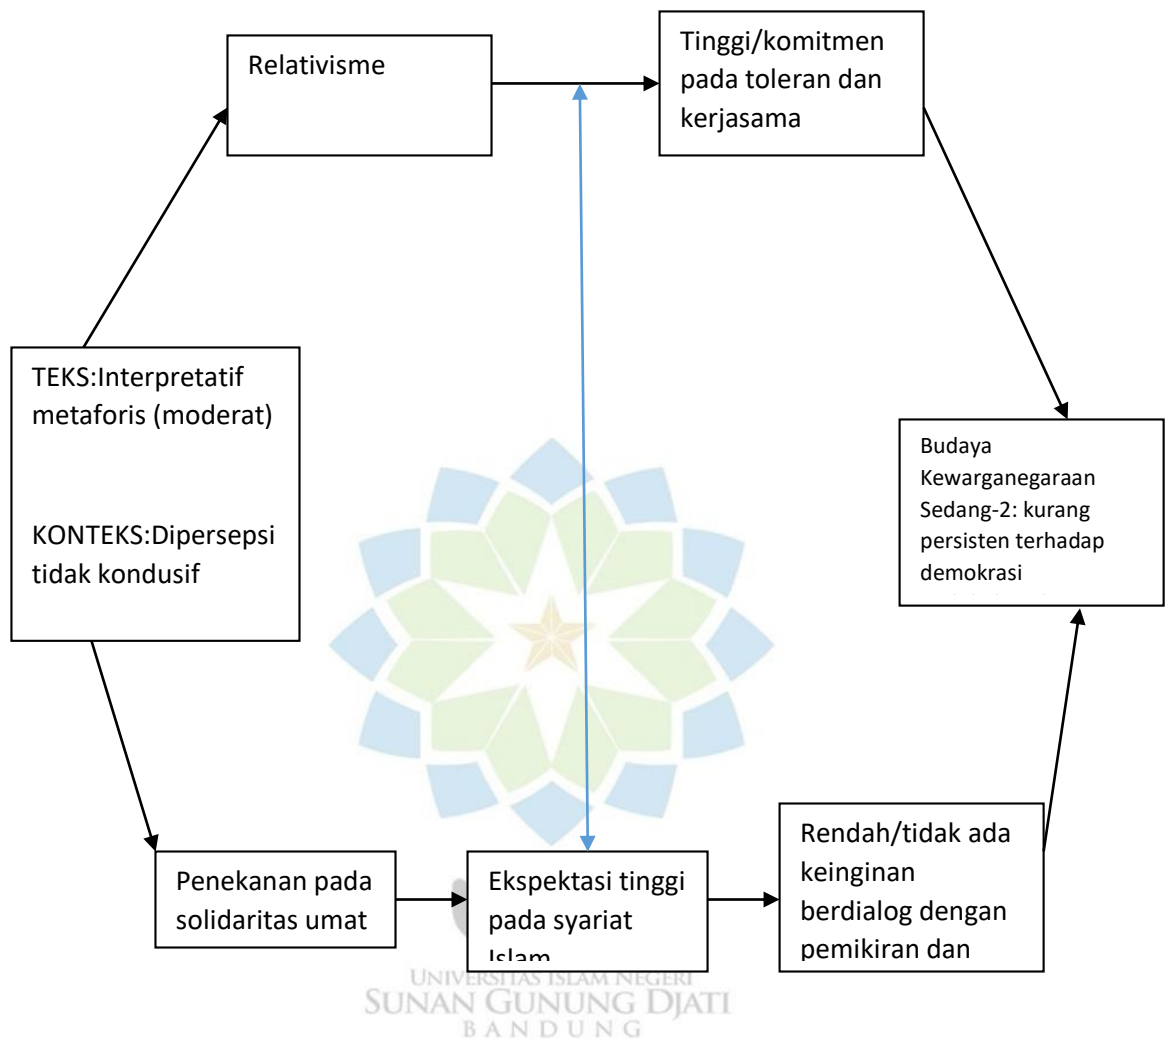 Relativisme
Tinggi/komitmen
pada toleran dan
kerjasama
TEKS:Interpretatif
metaforis (moderat)
KONTEKS:Dipersepsi
tidak kondusif
Budaya
Kewarganegaraan
Sedang-2: kurang
persisten terhadap
demokrasi
Penekanan pada
solidaritas umat
Ekspektasi tinggi
pada syariat
Islam
Rendah/tidak ada
keinginan
berdialog dengan
pemikiran dan
UNIVERSITAS ISLAM NEGERI
SUNAN GUNUNG DJATI
BANDUNG